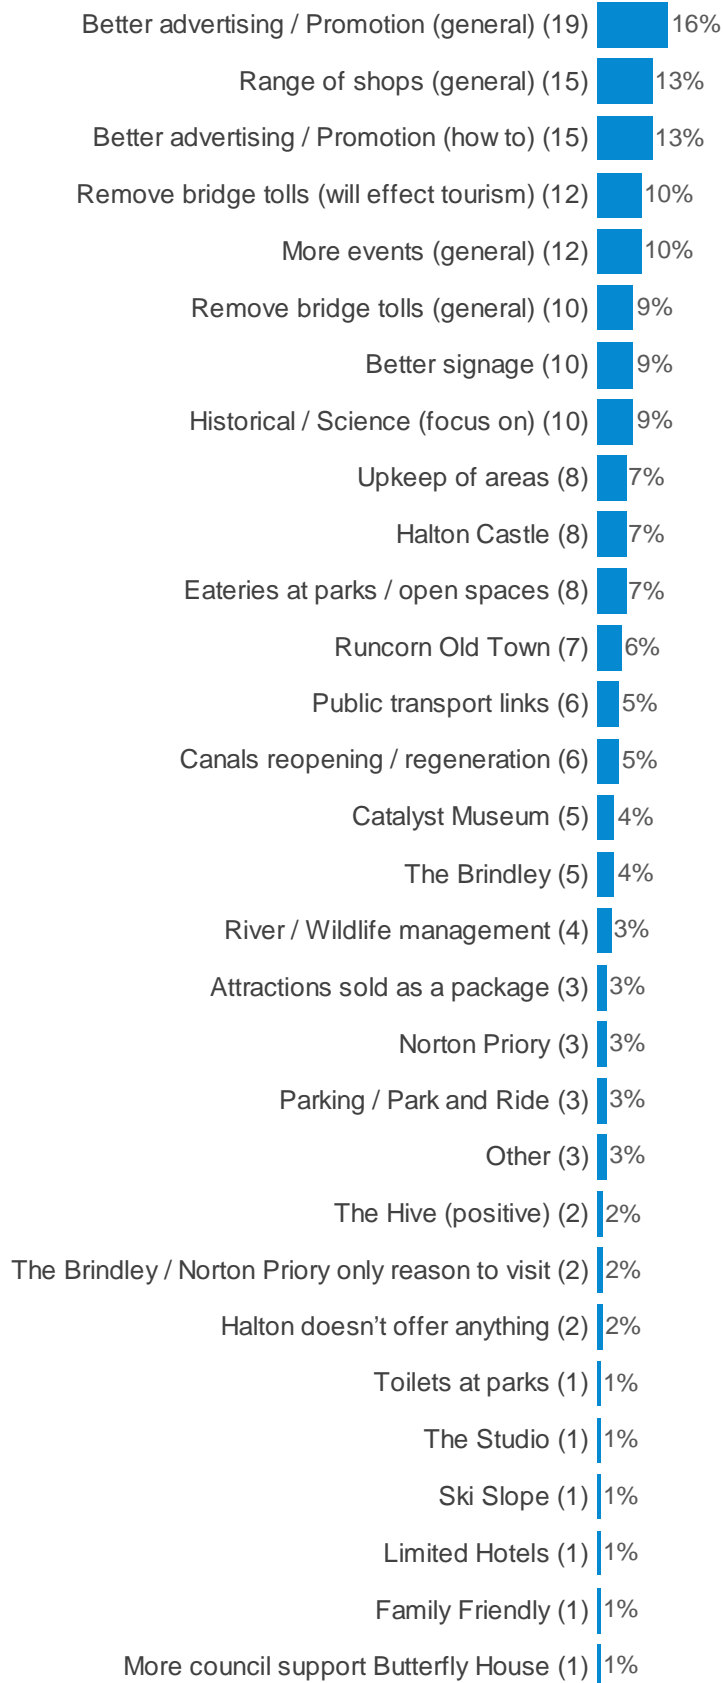 Better advertising / Promotion (general) (19) 16%
Range of shops (general) (15) 13%
Better advertising / Promotion (how to) (15) 13%
Remove bridge tolls (will effect tourism) (12) 10%
More events (general) (12) 10%
Remove bridge tolls (general) (10) 9%
Better signage (10) 9%
Historical / Science (focus on) (10) 9%
Upkeep of areas (8) 7%
Halton Castle (8) 7%
Eateries at parks / open spaces (8) 7%
Runcorn Old Town (7) 6%
Public transport links (6) 5%
Canals reopening / regeneration (6) 5%
Catalyst Museum (5) 4%
The Brindley (5) 4%
River / Wildlife management (4) 3%
Attractions sold as a package (3) 3%
Norton Priory (3) 3%
Parking / Park and Ride (3) 3%
Other (3) 3%
The Hive (positive) (2) 2%
The Brindley / Norton Priory only reason to visit (2) 2%
Halton doesn’t offer anything (2) 2%
Toilets at parks (1) 1%
The Studio (1) 1%
Ski Slope (1) 1%
Limited Hotels (1) 1%
Family Friendly (1) 1%
More council support Butterfly House (1) 1%